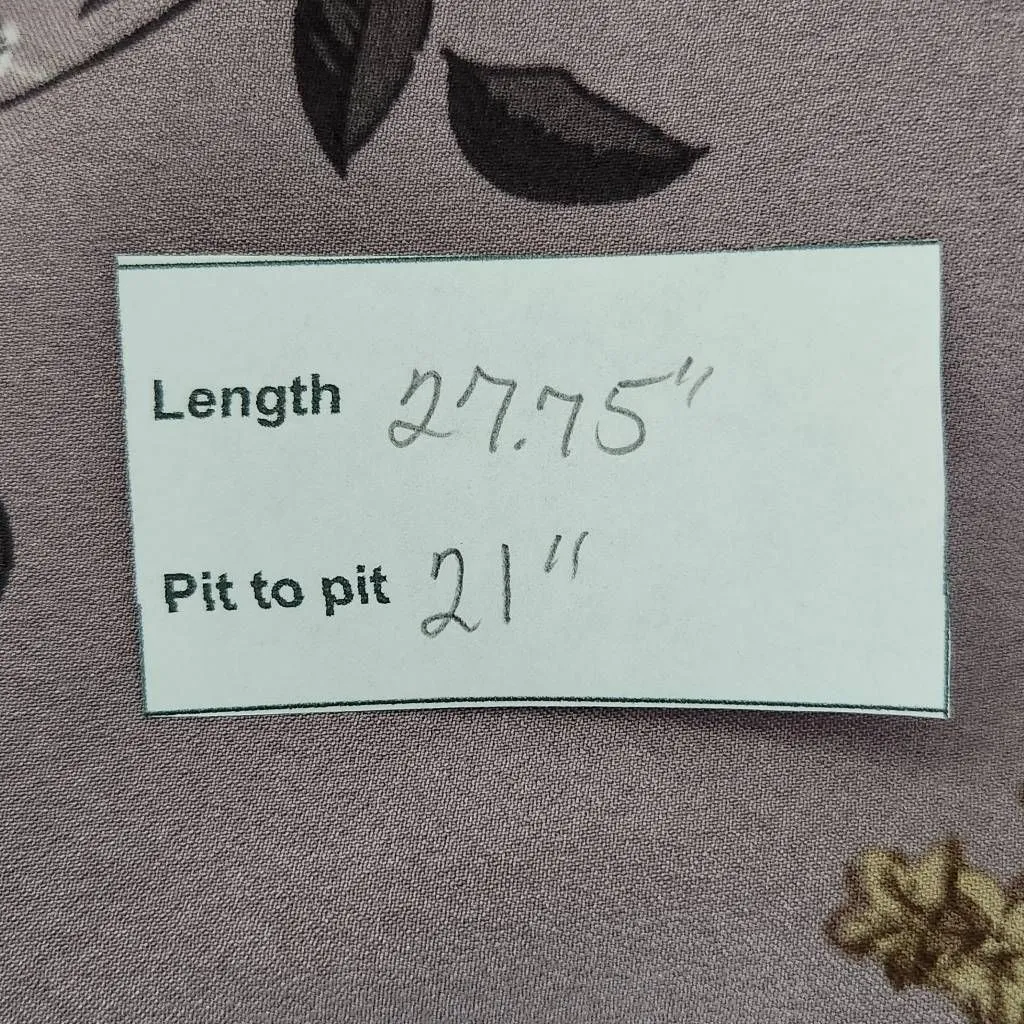 Length 27.75"
Pit to pit 21"